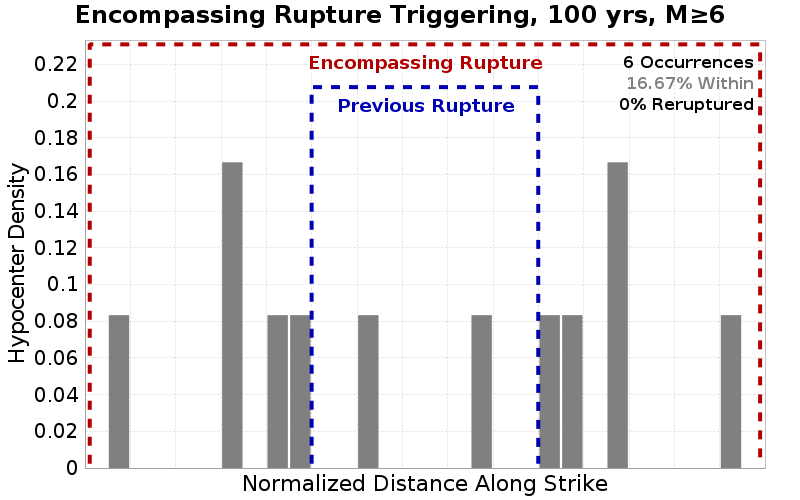 Encompassing Rupture Triggering, 100 yrs, M≥6
Encompassing Rupture
Previous Rupture
6 Occurrences
16.67% Within
0% Reruptured
Hypocenter Density
0.22
0.2
0.18
0.16
0.14
0.12
0.1
0.08
0.06
0.04
0.02
0
Normalized Distance Along Strike